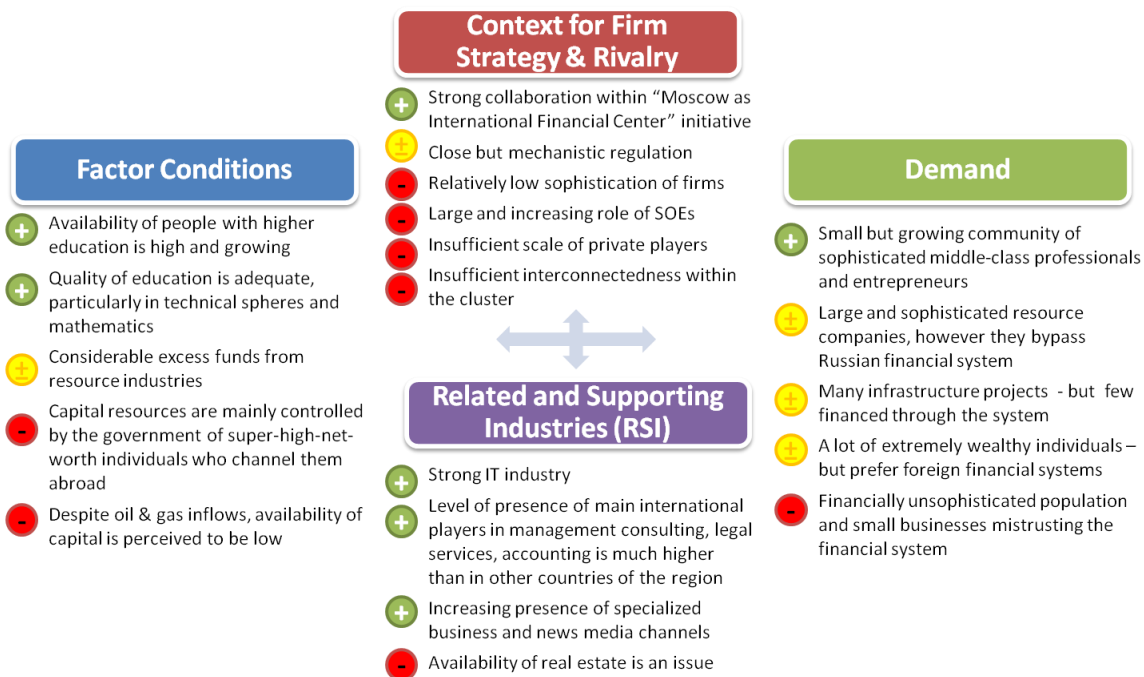 Context for Firm
Strategy & Rivalry
+
Strong collaboration within “Moscow as
International Financial Center” initiative
±
Close but mechanistic regulation
-
Relatively low sophistication of firms
-
Large and increasing role of SOEs
-
Insufficient scale of private players
-
Insufficient interconnectedness within
the cluster
Factor Conditions
+
Availability of people with higher
education is high and growing
+
Quality of education is adequate,
particularly in technical spheres and
mathematics
±
Considerable excess funds from
resource industries
-
Capital resources are mainly controlled
by the government of super-high-net-
worth individuals who channel them
abroad
-
Despite oil & gas inflows, availability of
capital is perceived to be low
Demand
+
Small but growing community of
sophisticated middle-class professionals
and entrepreneurs
±
Large and sophisticated resource
companies, however they bypass
Russian financial system
±
Many infrastructure projects - but few
financed through the system
±
A lot of extremely wealthy individuals –
but prefer foreign financial systems
-
Financially unsophisticated population
and small businesses mistrusting the
financial system
Related and Supporting
Industries (RSI)
+
Strong IT industry
+
Level of presence of main international
players in management consulting, legal
services, accounting is much higher
than in other countries of the region
+
Increasing presence of specialized
business and news media channels
-
Availability of real estate is an issue